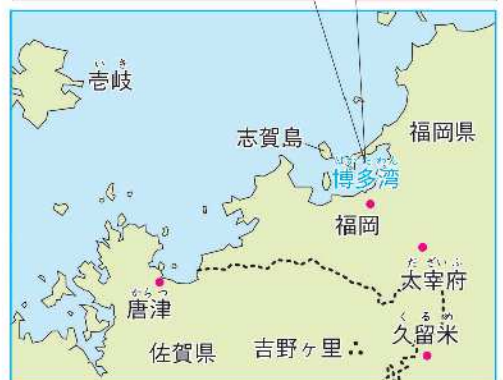 いき
壱岐
志賀島
福岡県
はかたわん
博多湾
福岡
だざいふ
太宰府
からつ
唐津
くるめ
久留米
佐賀県
吉野ヶ里